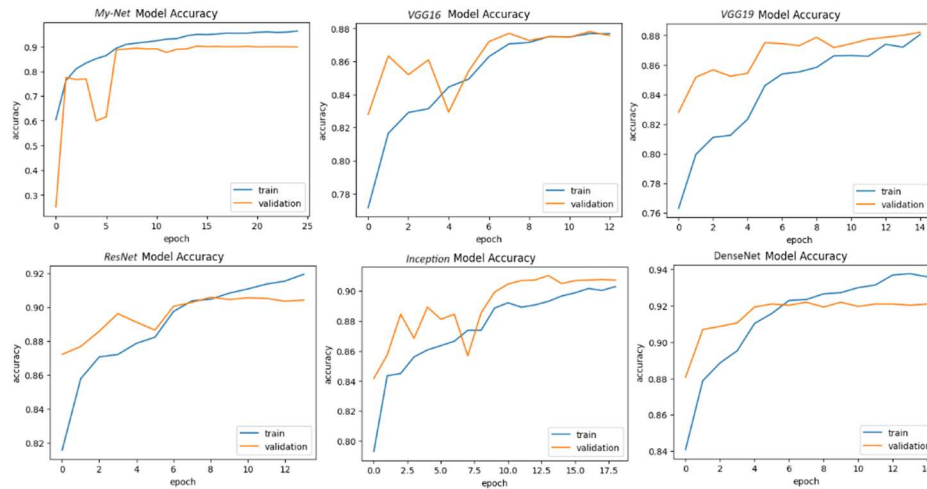 My-Net Model Accuracy
accuracy
0.9
0.8
0.7
0.6
0.5
0.4
0.3
0 5 10 15 20 25
epoch
train
validation
VGG16 Model Accuracy
accuracy
0.88
0.86
0.84
0.82
0.80
0.78
0 2 4 6 8 10 12
epoch
train
validation
VGG19 Model Accuracy
accuracy
0.88
0.86
0.84
0.82
0.80
0.78
0.76
0 2 4 6 8 10 12 14
epoch
train
validation
ResNet Model Accuracy
accuracy
0.92
0.90
0.88
0.86
0.84
0.82
0 2 4 6 8 10 12
epoch
train
validation
Inception Model Accuracy
accuracy
0.90
0.88
0.86
0.84
0.82
0.80
0.0 2.5 5.0 7.5 10.0 12.5 15.0 17.5
epoch
train
validation
DenseNet Model Accuracy
accuracy
0.94
0.92
0.90
0.88
0.86
0.84
0 2 4 6 8 10 12 14
epoch
train
validation